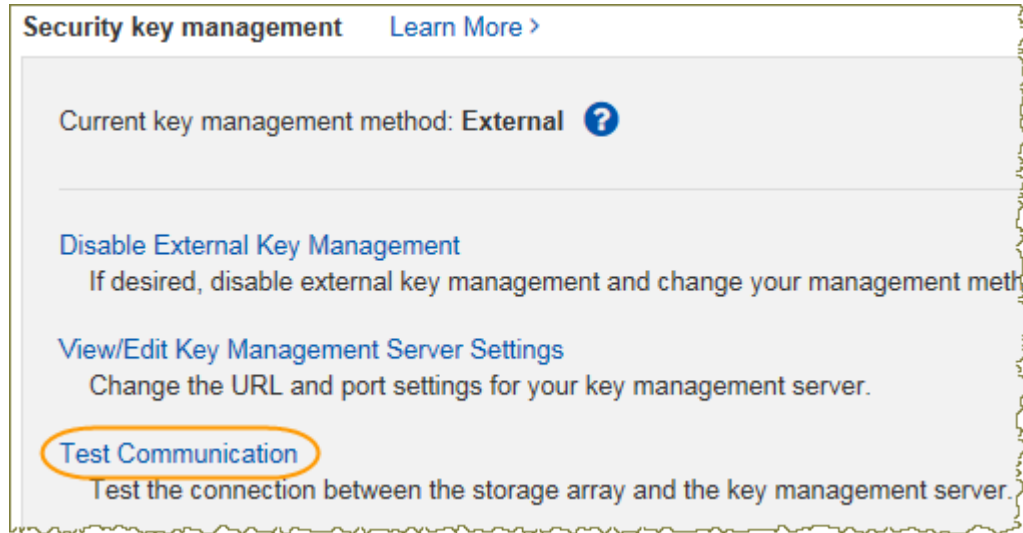 Security key management Learn More >
Current key management method: External ?
Disable External Key Management
If desired, disable external key management and change your management meth
View/Edit Key Management Server Settings
Change the URL and port settings for your key management server.
Test Communication
Test the connection between the storage array and the key management server.